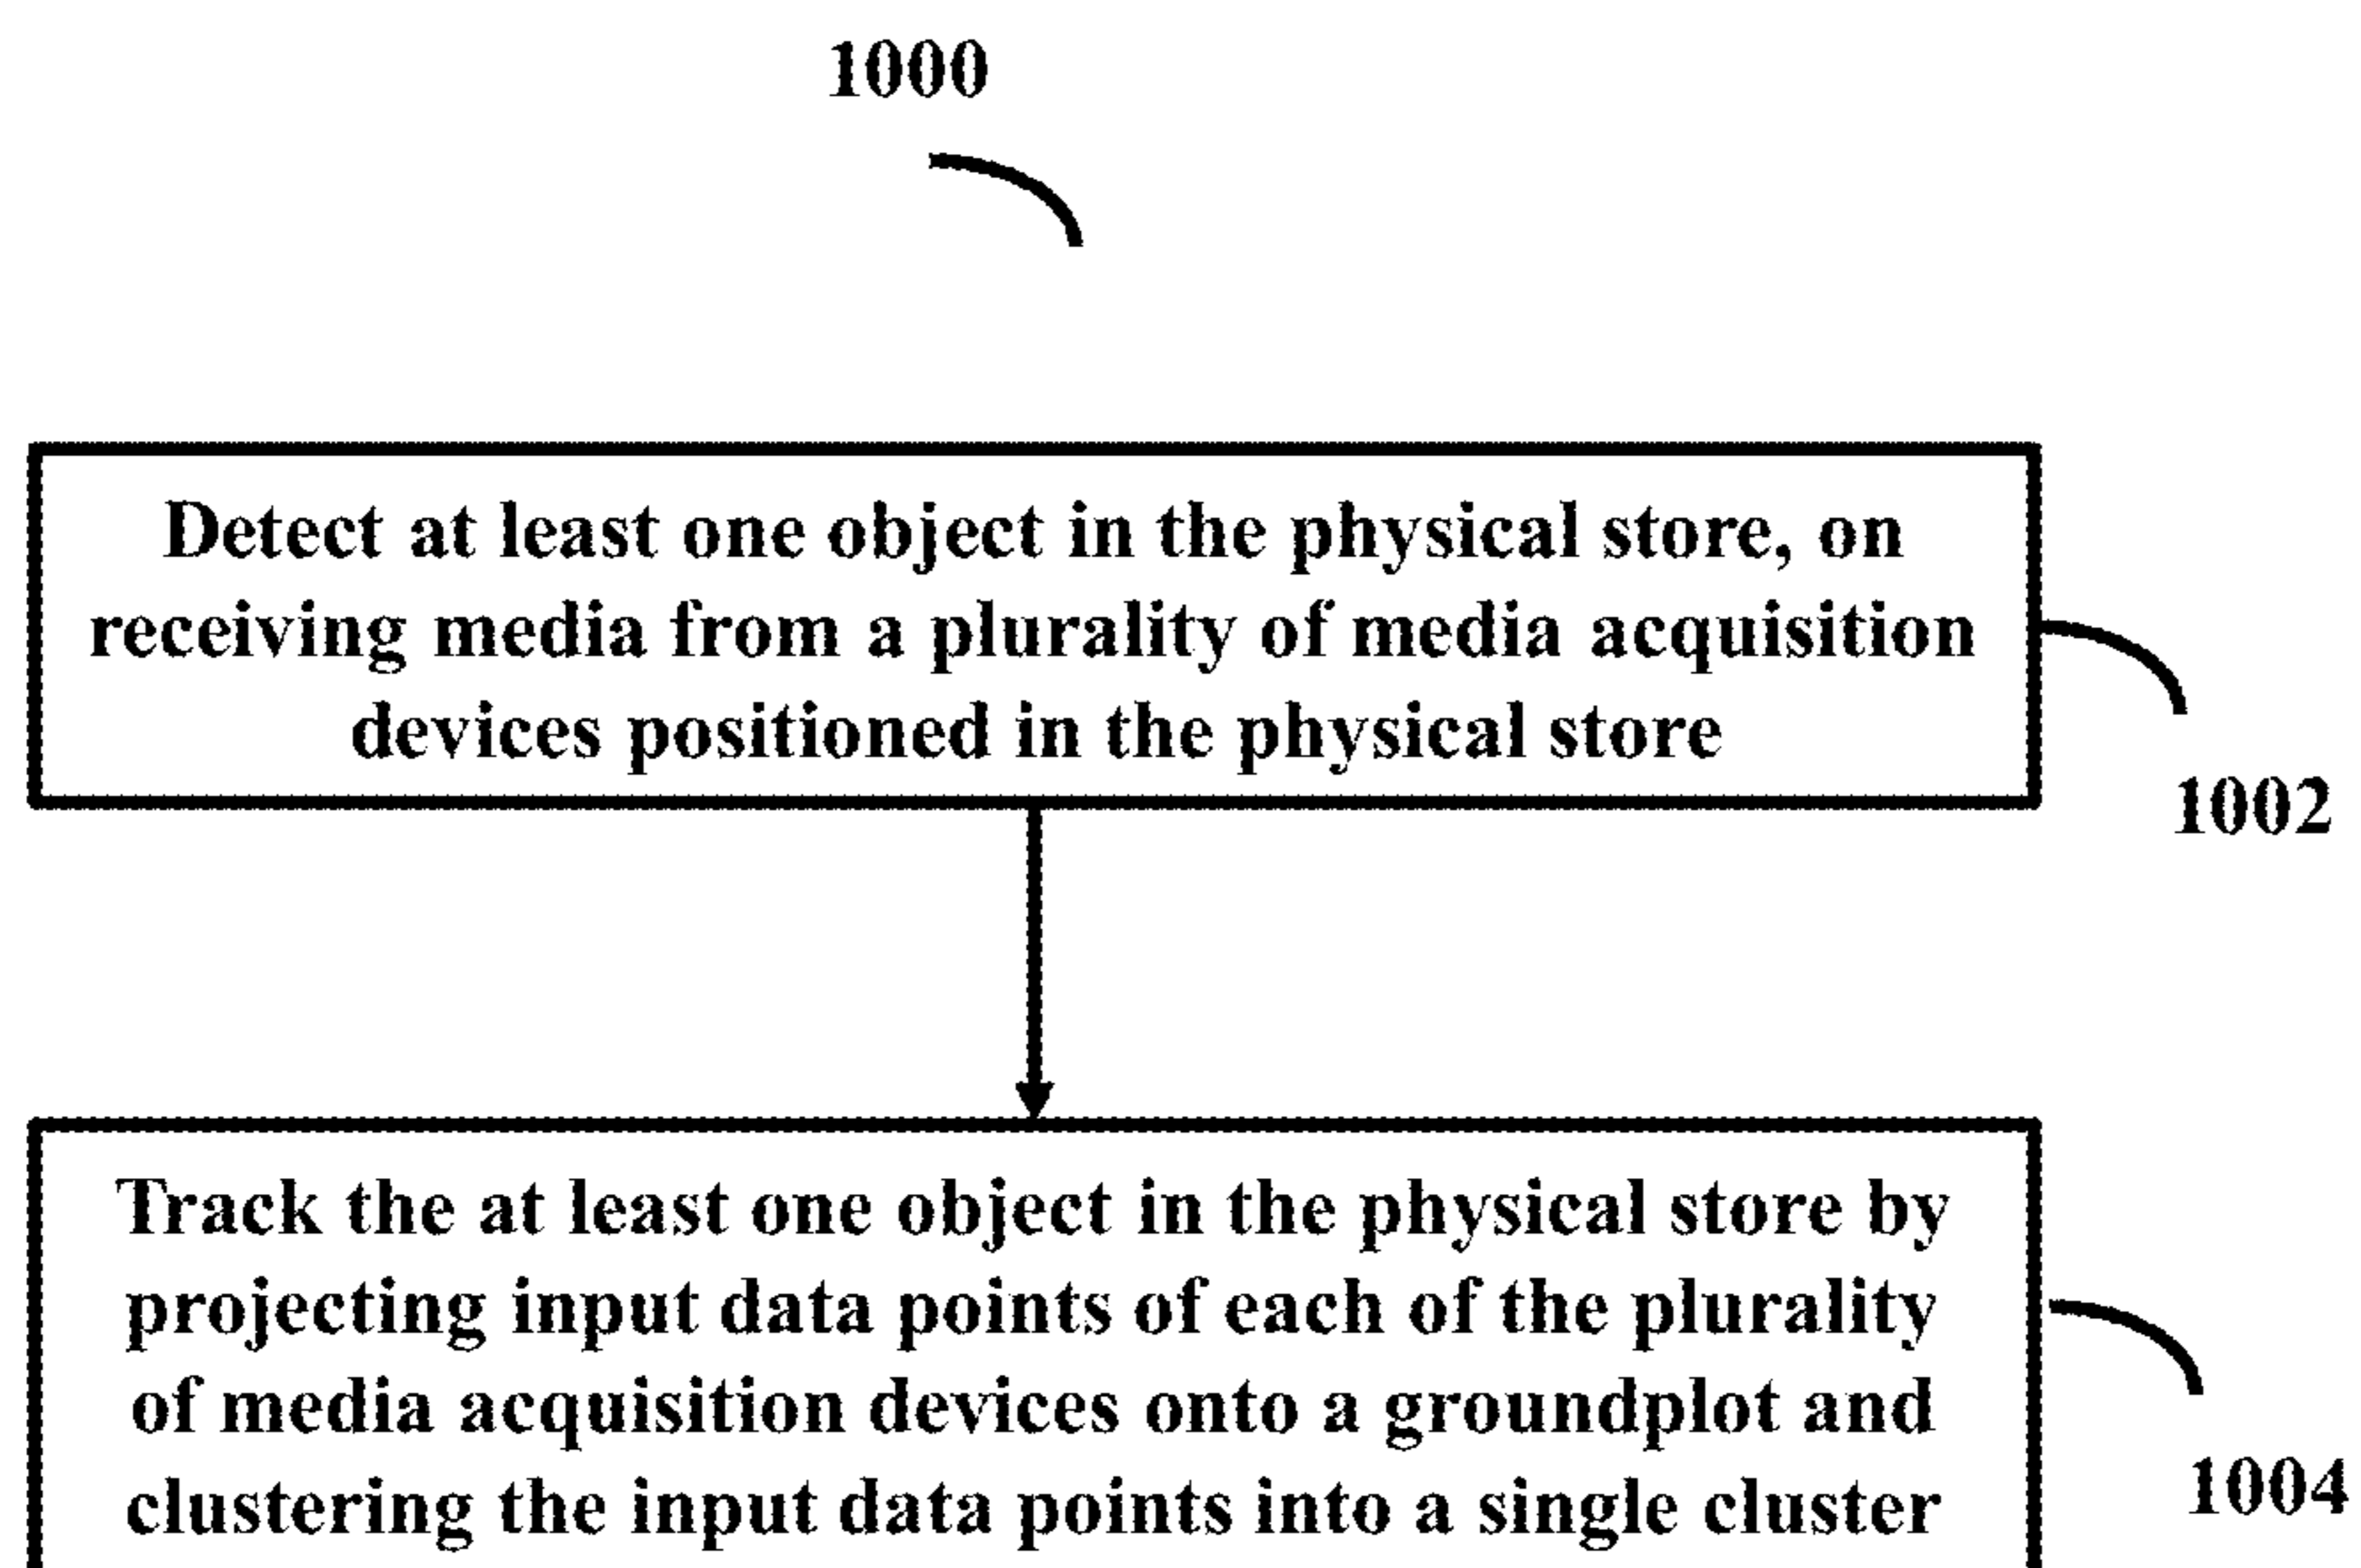 1000
Detect at least one object in the physical store, on
receiving media from a plurality of media acquisition
devices positioned in the physical store
1002
Track the at least one object in the physical store by
projecting input data points of each of the plurality
of media acquisition devices onto a groundplot and
clustering the input data points into a single cluster
1004